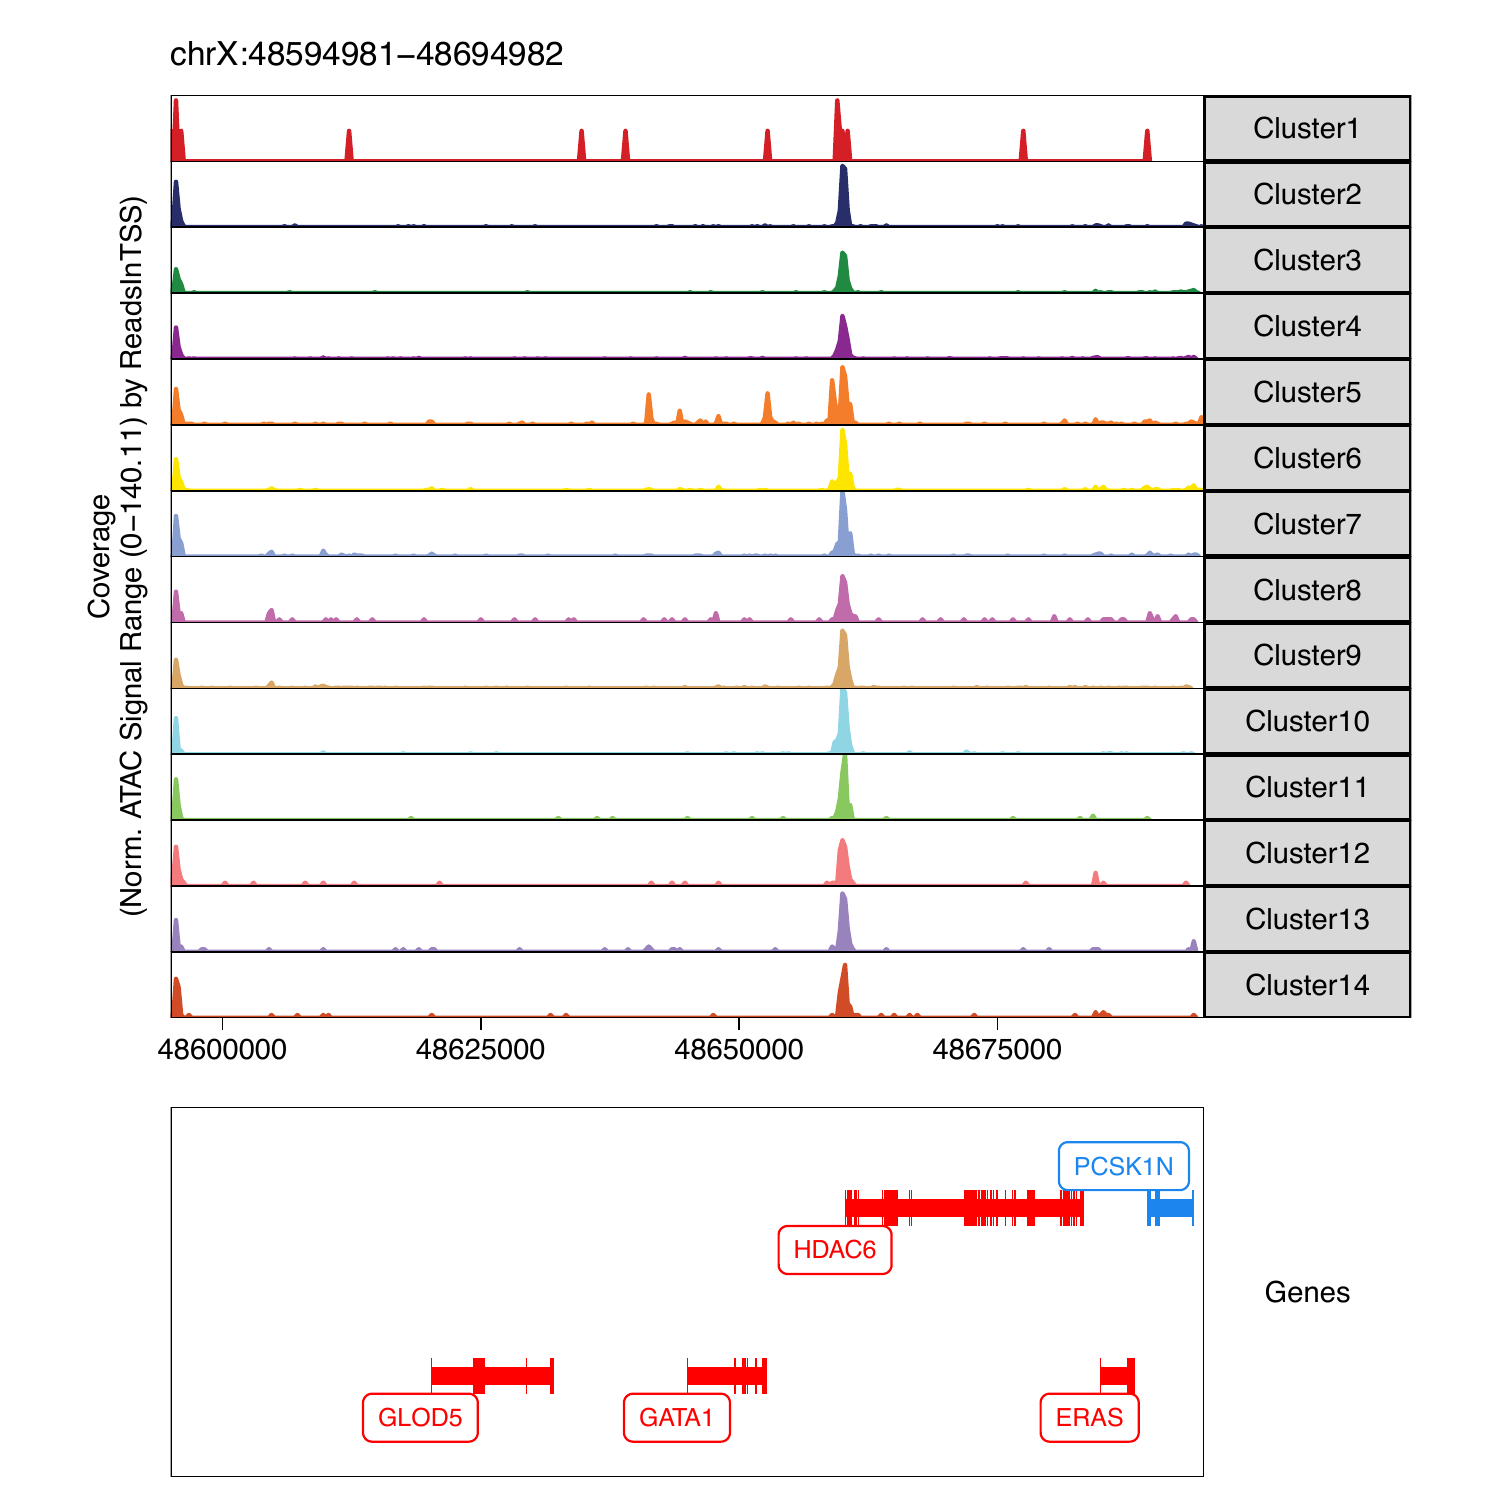 chrX:48594981−48694982
Coverage
(Norm. ATAC Signal Range (0−140.11) by ReadsInTSS)
Cluster1
Cluster2
Cluster3
Cluster4
Cluster5
Cluster6
Cluster7
Cluster8
Cluster9
Cluster10
Cluster11
Cluster12
Cluster13
Cluster14
48600000 48625000 48650000 48675000
PCSK1N
HDAC6
Genes
GLOD5 GATA1 ERAS